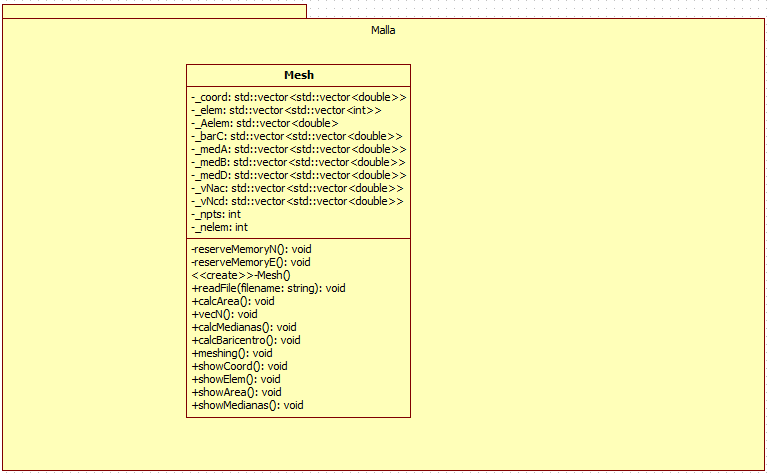 Malla
Mesh
-_coord: std::vector<std::vector<double>>
-_elem: std::vector<std::vector<int>>
-_Aelem: std::vector<double>
-_barC: std::vector<std::vector<double>>
-_medA: std::vector<std::vector<double>>
-_medB: std::vector<std::vector<double>>
-_medD: std::vector<std::vector<double>>
-_vNac: std::vector<std::vector<double>>
-_vNcd: std::vector<std::vector<double>>
-_npts: int
-_nelem: int
-reserveMemoryN(): void
-reserveMemoryE(): void
<<create>>-Mesh()
+readFile(filename: string): void
+calcArea(): void
+vecN(): void
+calcMedianas(): void
+calcBaricentro(): void
+meshing(): void
+showCoord(): void
+showElem(): void
+showArea(): void
+showMedianas(): void